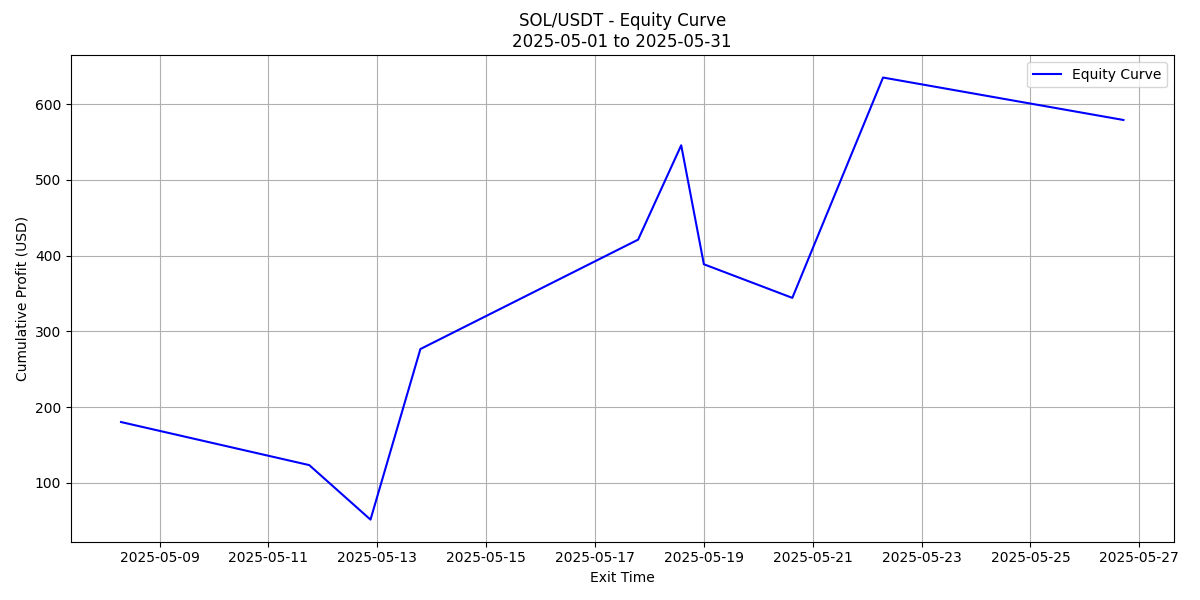 SOL/USDT - Equity Curve
2025-05-01 to 2025-05-31
Equity Curve
Cumulative Profit (USD)
600
500
400
300
200
100
2025-05-09 2025-05-11 2025-05-13 2025-05-15 2025-05-17 2025-05-19 2025-05-21 2025-05-23 2025-05-25 2025-05-27
Exit Time